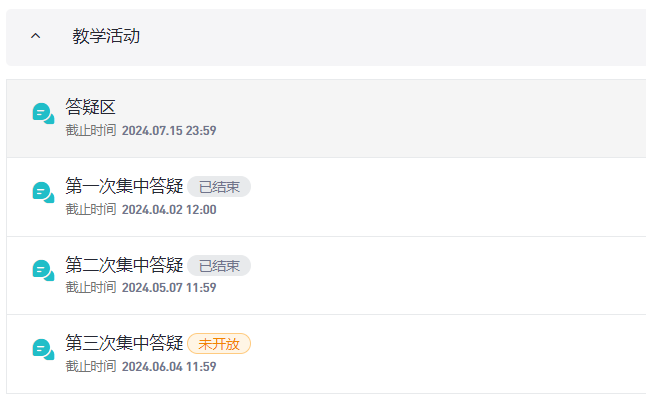 教学活动
答疑区
截止时间 2024.07.15 23:59
第一次集中答疑 已结束
截止时间 2024.04.02 12:00
第二次集中答疑 已结束
截止时间 2024.05.07 11:59
第三次集中答疑 未开放
截止时间 2024.06.04 11:59